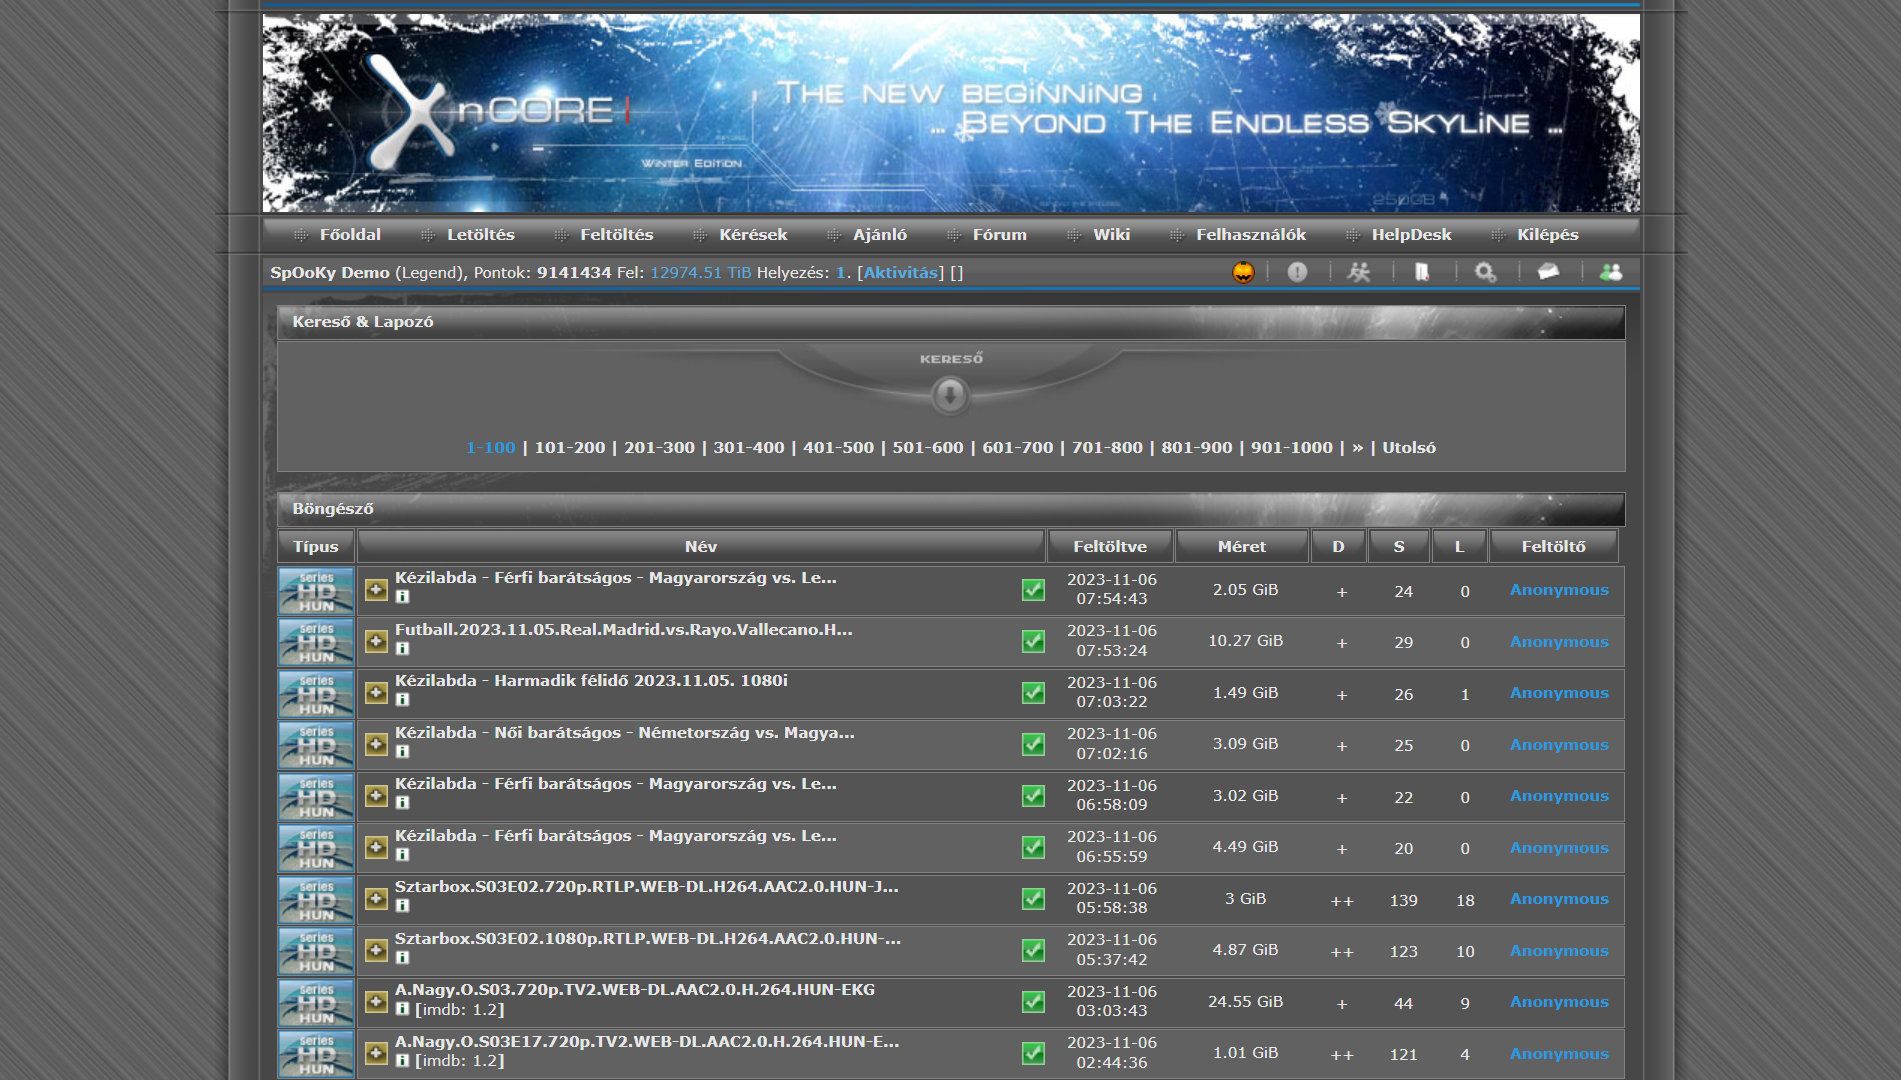 nCORE
THE NEW BEGiNNiNG
... BEYOND THE ENDLESS SKYLiNE ...
WiNTER EDiTiON
250GB
Főoldal Letöltés Feltöltés Kérések Ajánló Fórum Wiki Felhasználók HelpDesk Kilépés
SpOoKy Demo (Legend), Pontok: 9141434 Fel: 12974.51 TiB Helyezés: 1. [Aktivitás] []
Kereső & Lapozó
KERESŐ
1-100 | 101-200 | 201-300 | 301-400 | 401-500 | 501-600 | 601-700 | 701-800 | 801-900 | 901-1000 | » | Utolsó
Böngésző
Típus Név Feltöltve Méret D S L Feltöltő
series HD HUN Kézilabda - Férfi barátságos - Magyarország vs. Le... 2023-11-06 07:54:43 2.05 GiB + 24 0 Anonymous
series HD HUN Futball.2023.11.05.Real.Madrid.vs.Rayo.Vallecano.H... 2023-11-06 07:53:24 10.27 GiB + 29 0 Anonymous
series HD HUN Kézilabda - Harmadik félidő 2023.11.05. 1080i 2023-11-06 07:03:22 1.49 GiB + 26 1 Anonymous
series HD HUN Kézilabda - Női barátságos - Németország vs. Magya... 2023-11-06 07:02:16 3.09 GiB + 25 0 Anonymous
series HD HUN Kézilabda - Férfi barátságos - Magyarország vs. Le... 2023-11-06 06:58:09 3.02 GiB + 22 0 Anonymous
series HD HUN Kézilabda - Férfi barátságos - Magyarország vs. Le... 2023-11-06 06:55:59 4.49 GiB + 20 0 Anonymous
series HD HUN Sztarbox.S03E02.720p.RTLP.WEB-DL.H264.AAC2.0.HUN-J... 2023-11-06 05:58:38 3 GiB ++ 139 18 Anonymous
series HD HUN Sztarbox.S03E02.1080p.RTLP.WEB-DL.H264.AAC2.0.HUN-... 2023-11-06 05:37:42 4.87 GiB ++ 123 10 Anonymous
series HD HUN A.Nagy.O.S03.720p.TV2.WEB-DL.AAC2.0.H.264.HUN-EKG [imdb: 1.2] 2023-11-06 03:03:43 24.55 GiB + 44 9 Anonymous
series HD HUN A.Nagy.O.S03E17.720p.TV2.WEB-DL.AAC2.0.H.264.HUN-E... [imdb: 1.2] 2023-11-06 02:44:36 1.01 GiB ++ 121 4 Anonymous